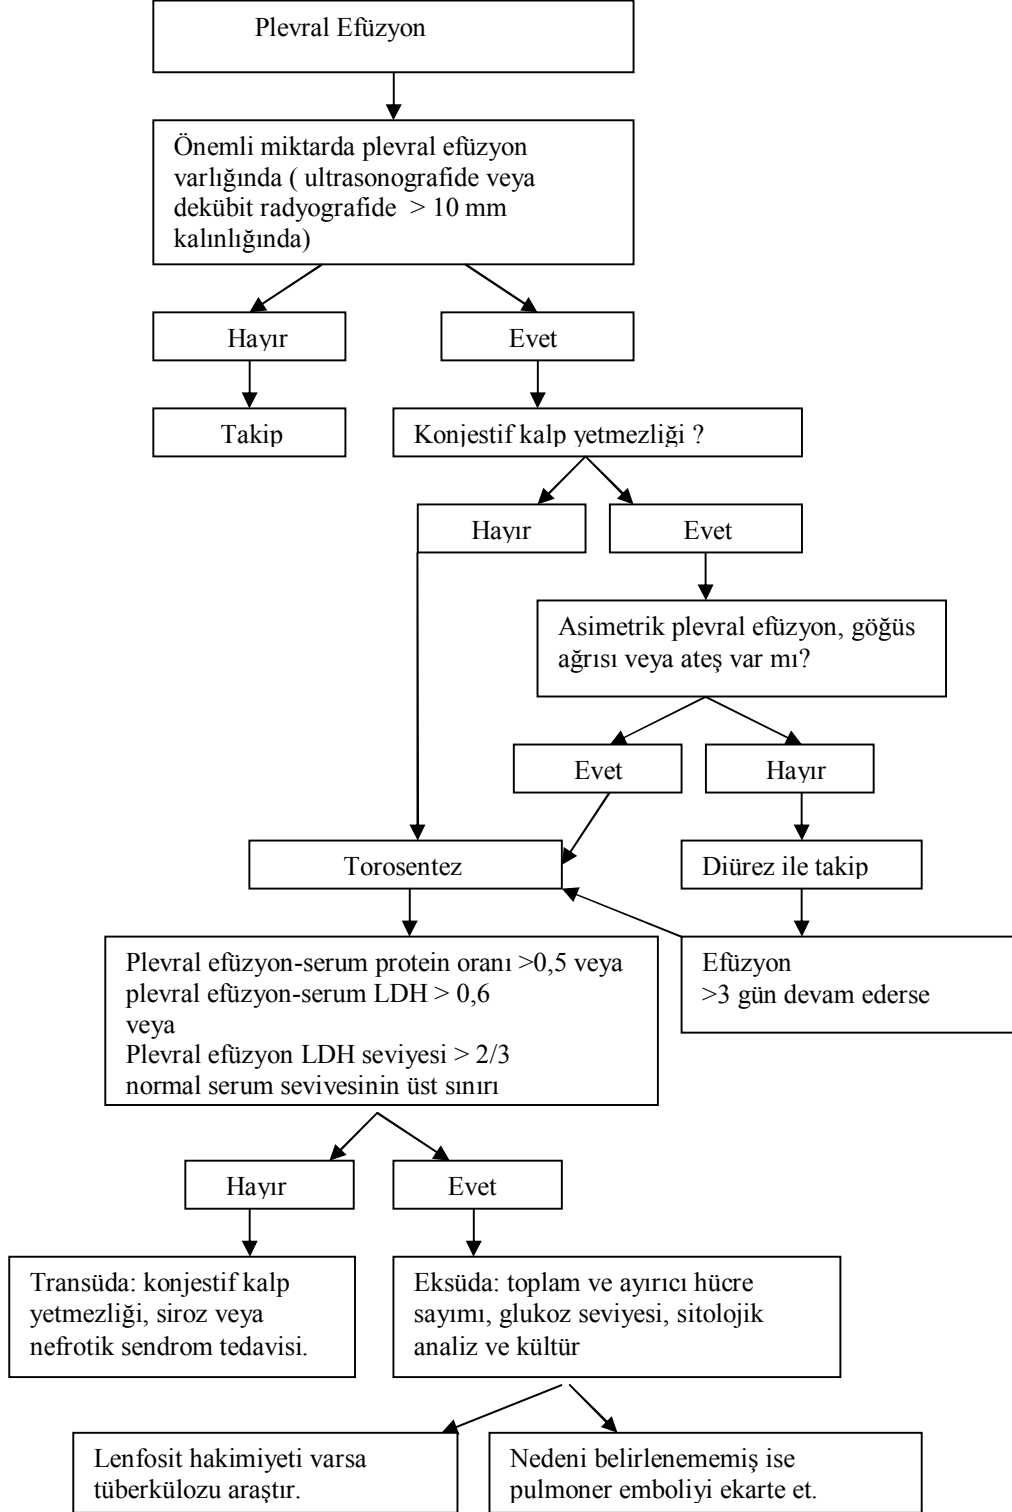 Plevral Efüzyon
Önemli miktarda plevral efüzyon
varlığında ( ultrasonografide veya
dekübit radyografide > 10 mm
kalınlığında)
Hayır
Evet
Takip
Konjestif kalp yetmezliği ?
Hayır
Evet
Asimetrik plevral efüzyon, göğüs
ağrısı veya ateş var mı?
Evet
Hayır
Torosentez
Diürez ile takip
Plevral efüzyon-serum protein oranı >0,5 veya
plevral efüzyon-serum LDH > 0,6
veya
Plevral efüzyon LDH seviyesi > 2/3
normal serum seviyesinin üst sınırı
Efüzyon
>3 gün devam ederse
Hayır
Evet
Transüda: konjestif kalp
yetmezliği, siroz veya
nefrotik sendrom tedavisi.
Eksüda: toplam ve ayırıcı hücre
sayımı, glukoz seviyesi, sitolojik
analiz ve kültür
Lenfosit hakimiyeti varsa
tüberkülozu araştır.
Nedeni belirlenememiş ise
pulmoner emboliyi ekarte et.